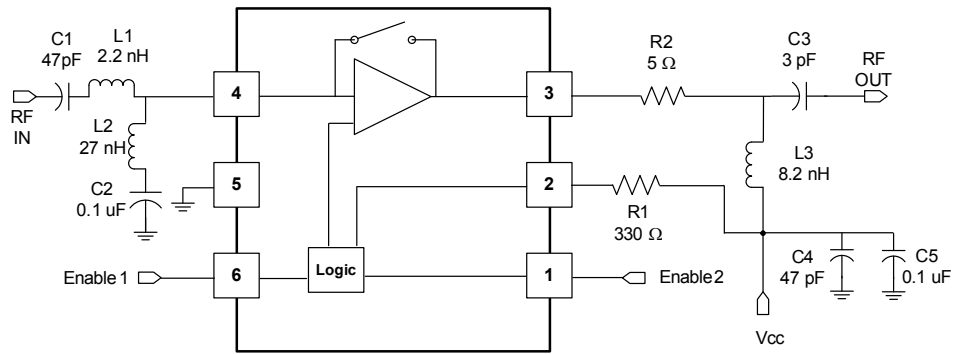 C1
47pF
L1
2.2 nH
RF
IN
L2
27 nH
C2
0.1 uF
4
5
6
Enable 1
Logic
3
2
1
Enable2
R2
5 Ω
C3
3 pF
RF
OUT
L3
8.2 nH
R1
330 Ω
C4
47 pF
C5
0.1 uF
Vcc